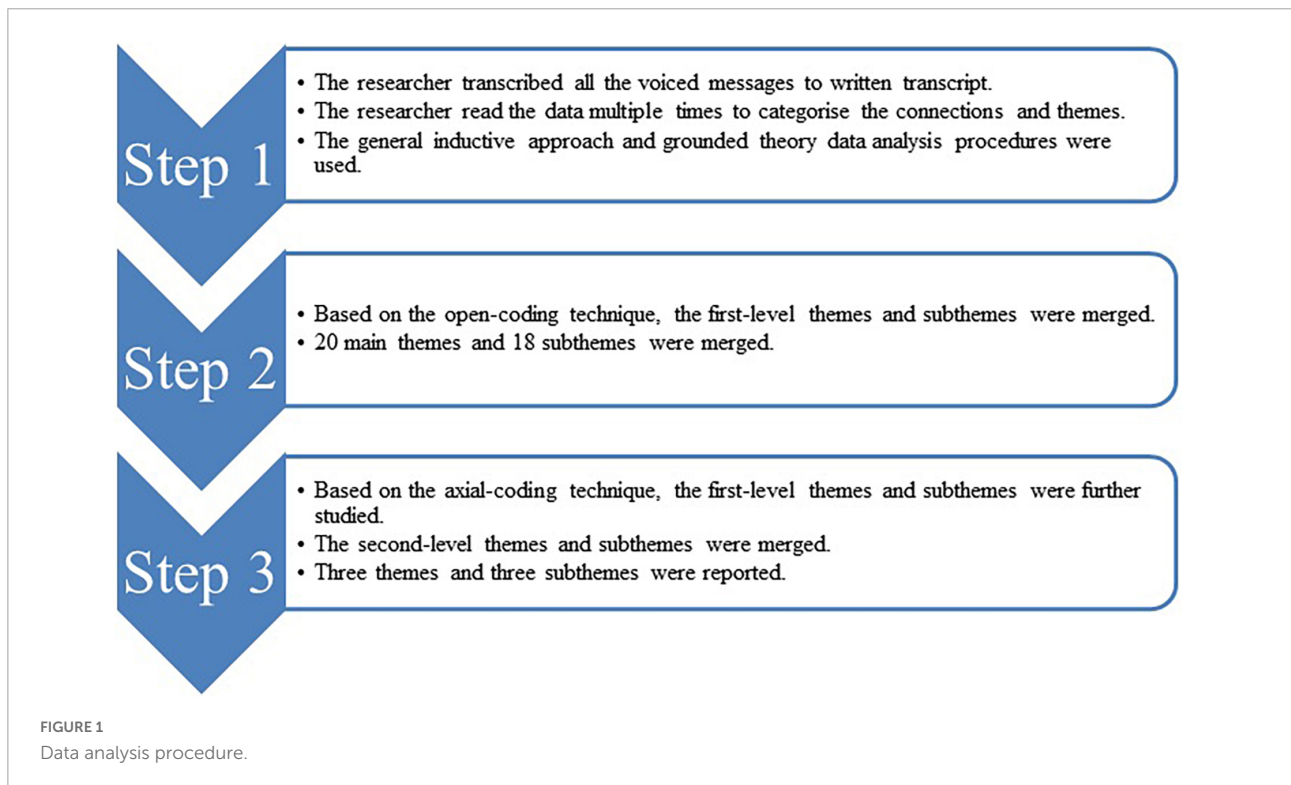 Step 1
• The researcher transcribed all the voiced messages to written transcript.
• The researcher read the data multiple times to categorise the connections and themes.
• The general inductive approach and grounded theory data analysis procedures were
used.
Step 2
• Based on the open-coding technique, the first-level themes and subthemes were merged.
• 20 main themes and 18 subthemes were merged.
Step 3
• Based on the axial-coding technique, the first-level themes and subthemes were further
studied.
• The second-level themes and subthemes were merged.
• Three themes and three subthemes were reported.
FIGURE 1
Data analysis procedure.